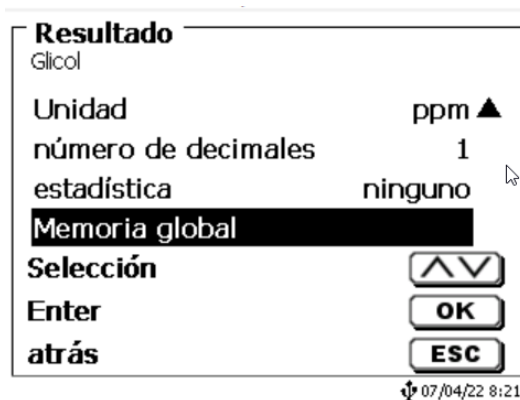 Resultado
Glicol
Unidad ppm
número de decimales 1
estadística ninguno
Memoria global
Selección
Enter OK
atrás ESC
07/04/22 8:21